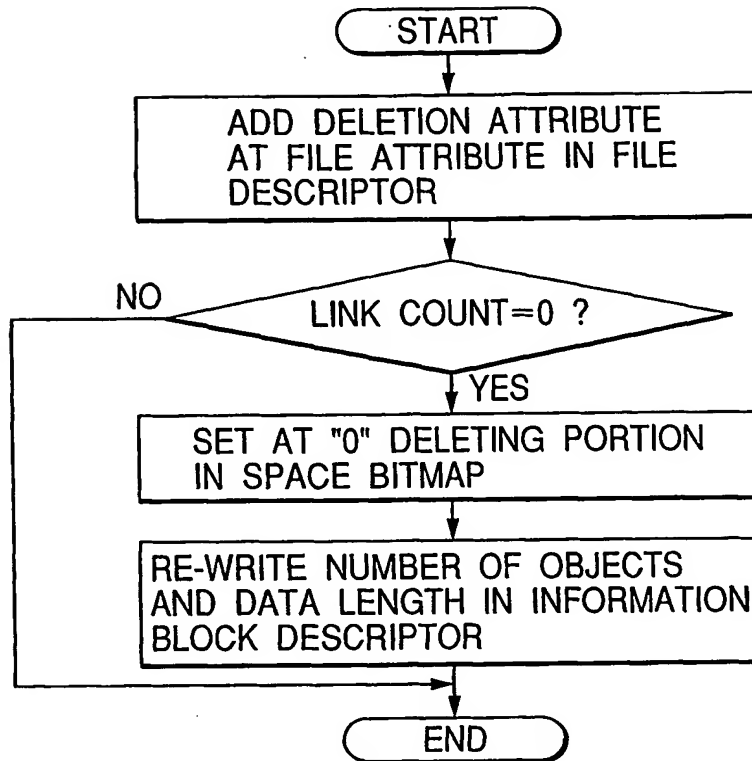 START
ADD DELETION ATTRIBUTE
AT FILE ATTRIBUTE IN FILE
DESCRIPTOR
NO
LINK COUNT=0 ?
YES
SET AT "0" DELETING PORTION
IN SPACE BITMAP
RE-WRITE NUMBER OF OBJECTS
AND DATA LENGTH IN INFORMATION
BLOCK DESCRIPTOR
END